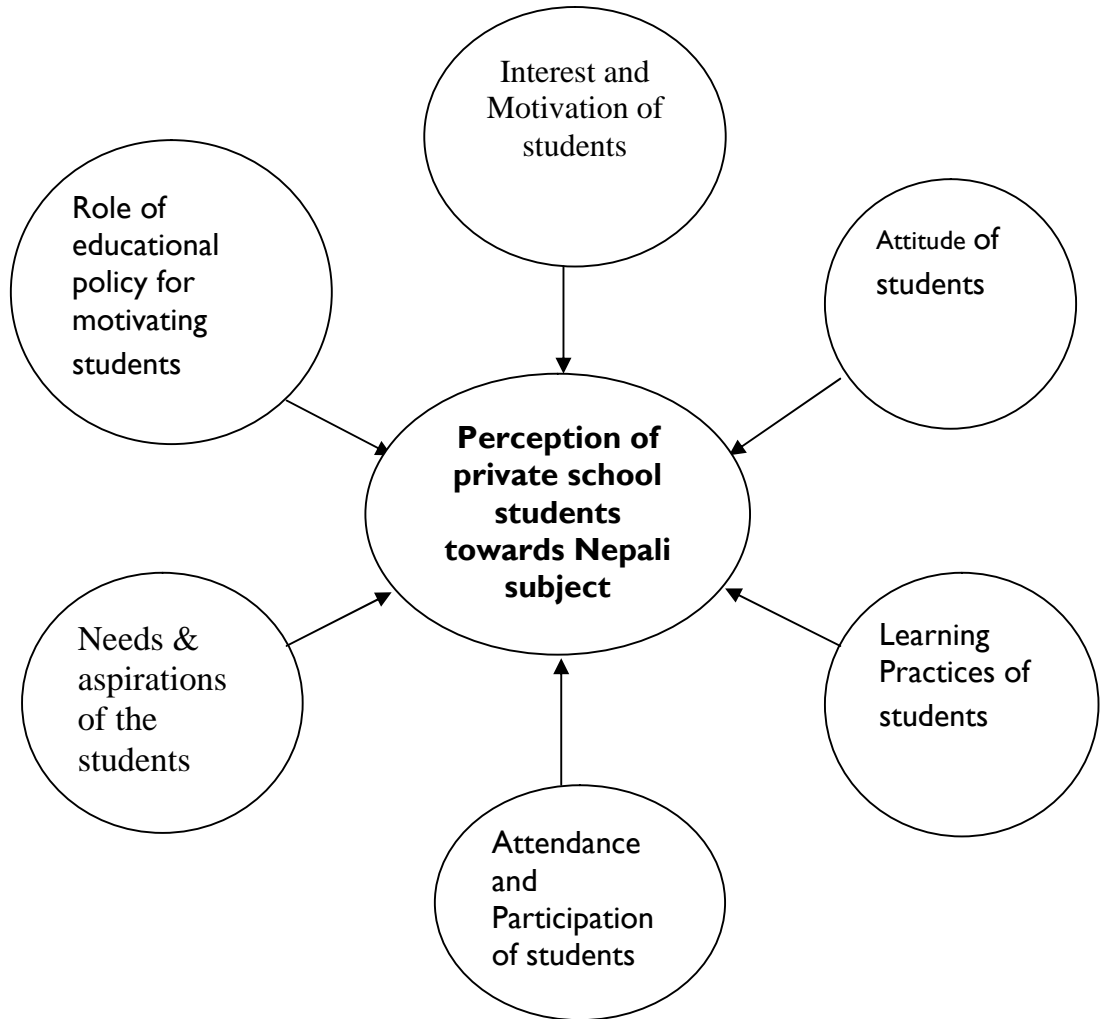 Interest and
Motivation of
students
Role of
educational
policy for
motivating
students
Attitude of
students
Perception of
private school
students
towards Nepali
subject
Needs &
aspirations
of the
students
Learning
Practices of
students
Attendance
and
Participation
of students